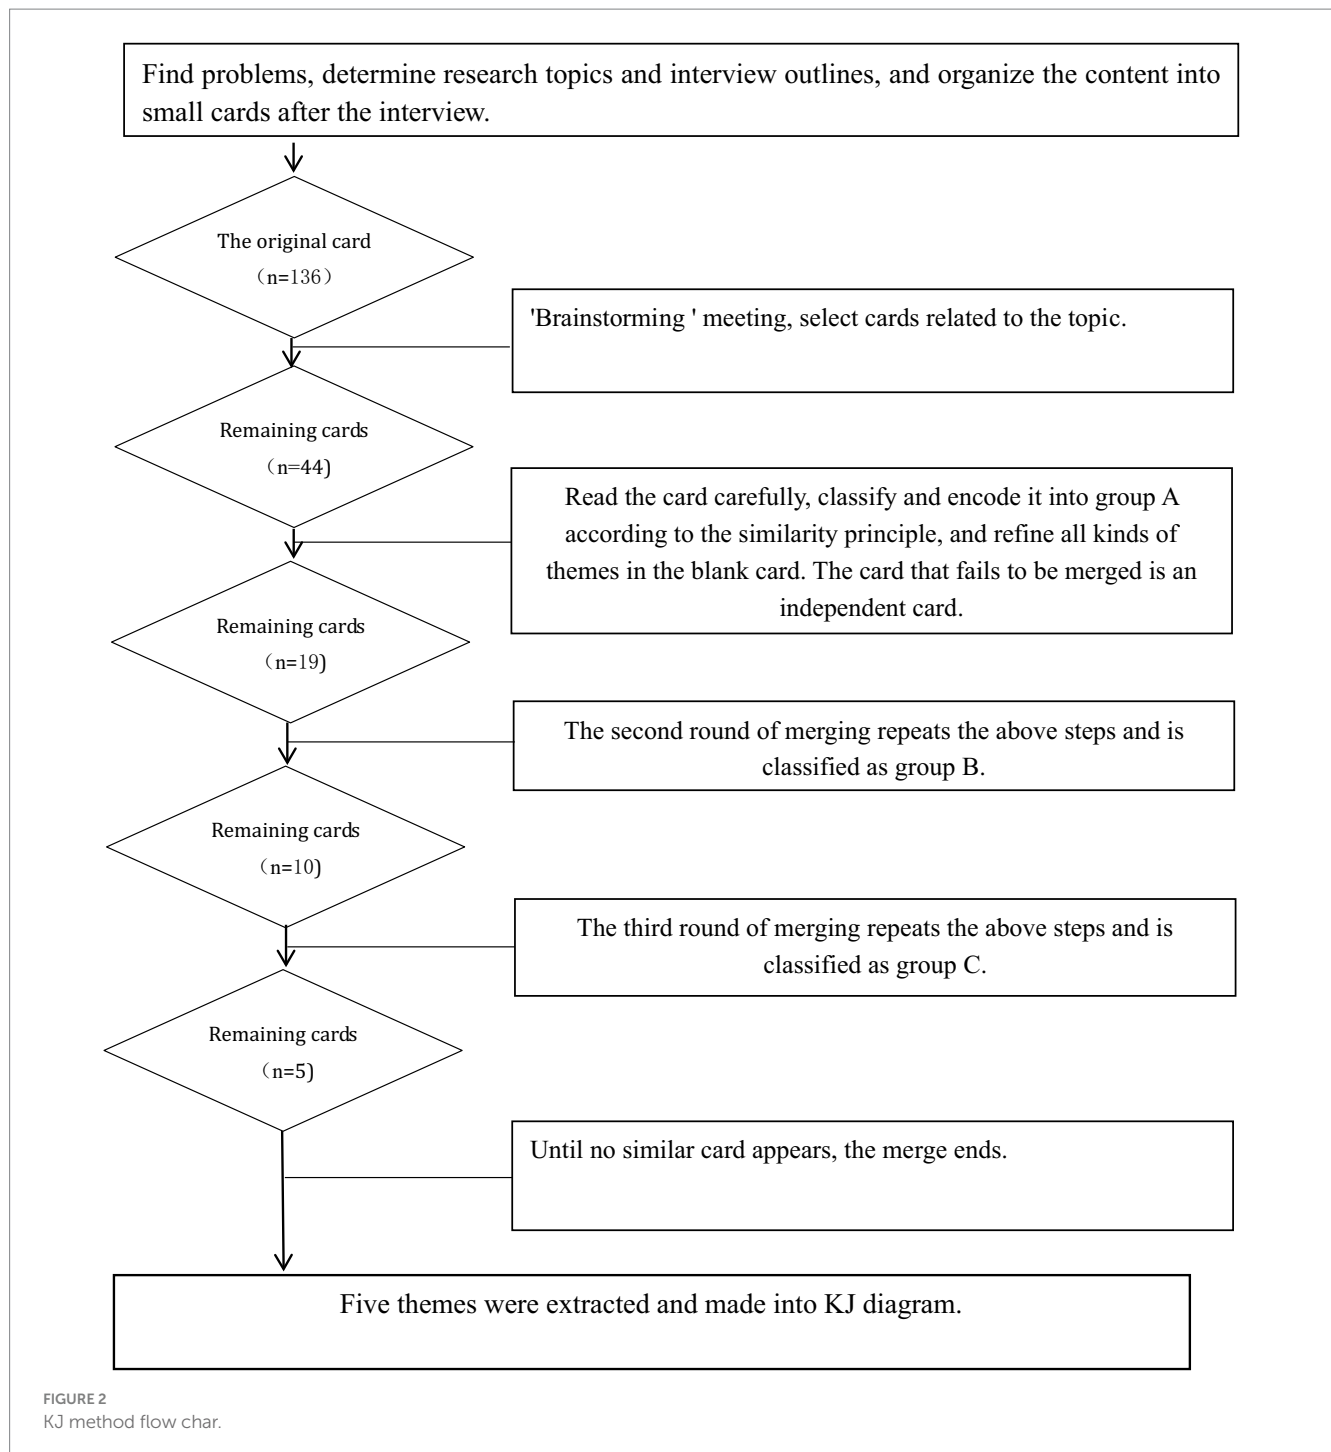 Find problems, determine research topics and interview outlines, and organize the content into
small cards after the interview.
The original card
（n=136）
'Brainstorming ' meeting, select cards related to the topic.
Remaining cards
（n=44)
Read the card carefully, classify and encode it into group A
according to the similarity principle, and refine all kinds of
themes in the blank card. The card that fails to be merged is an
independent card.
Remaining cards
（n=19)
The second round of merging repeats the above steps and is
classified as group B.
Remaining cards
（n=10)
The third round of merging repeats the above steps and is
classified as group C.
Remaining cards
（n=5)
Until no similar card appears, the merge ends.
Five themes were extracted and made into KJ diagram.
FIGURE 2
KJ method flow char.